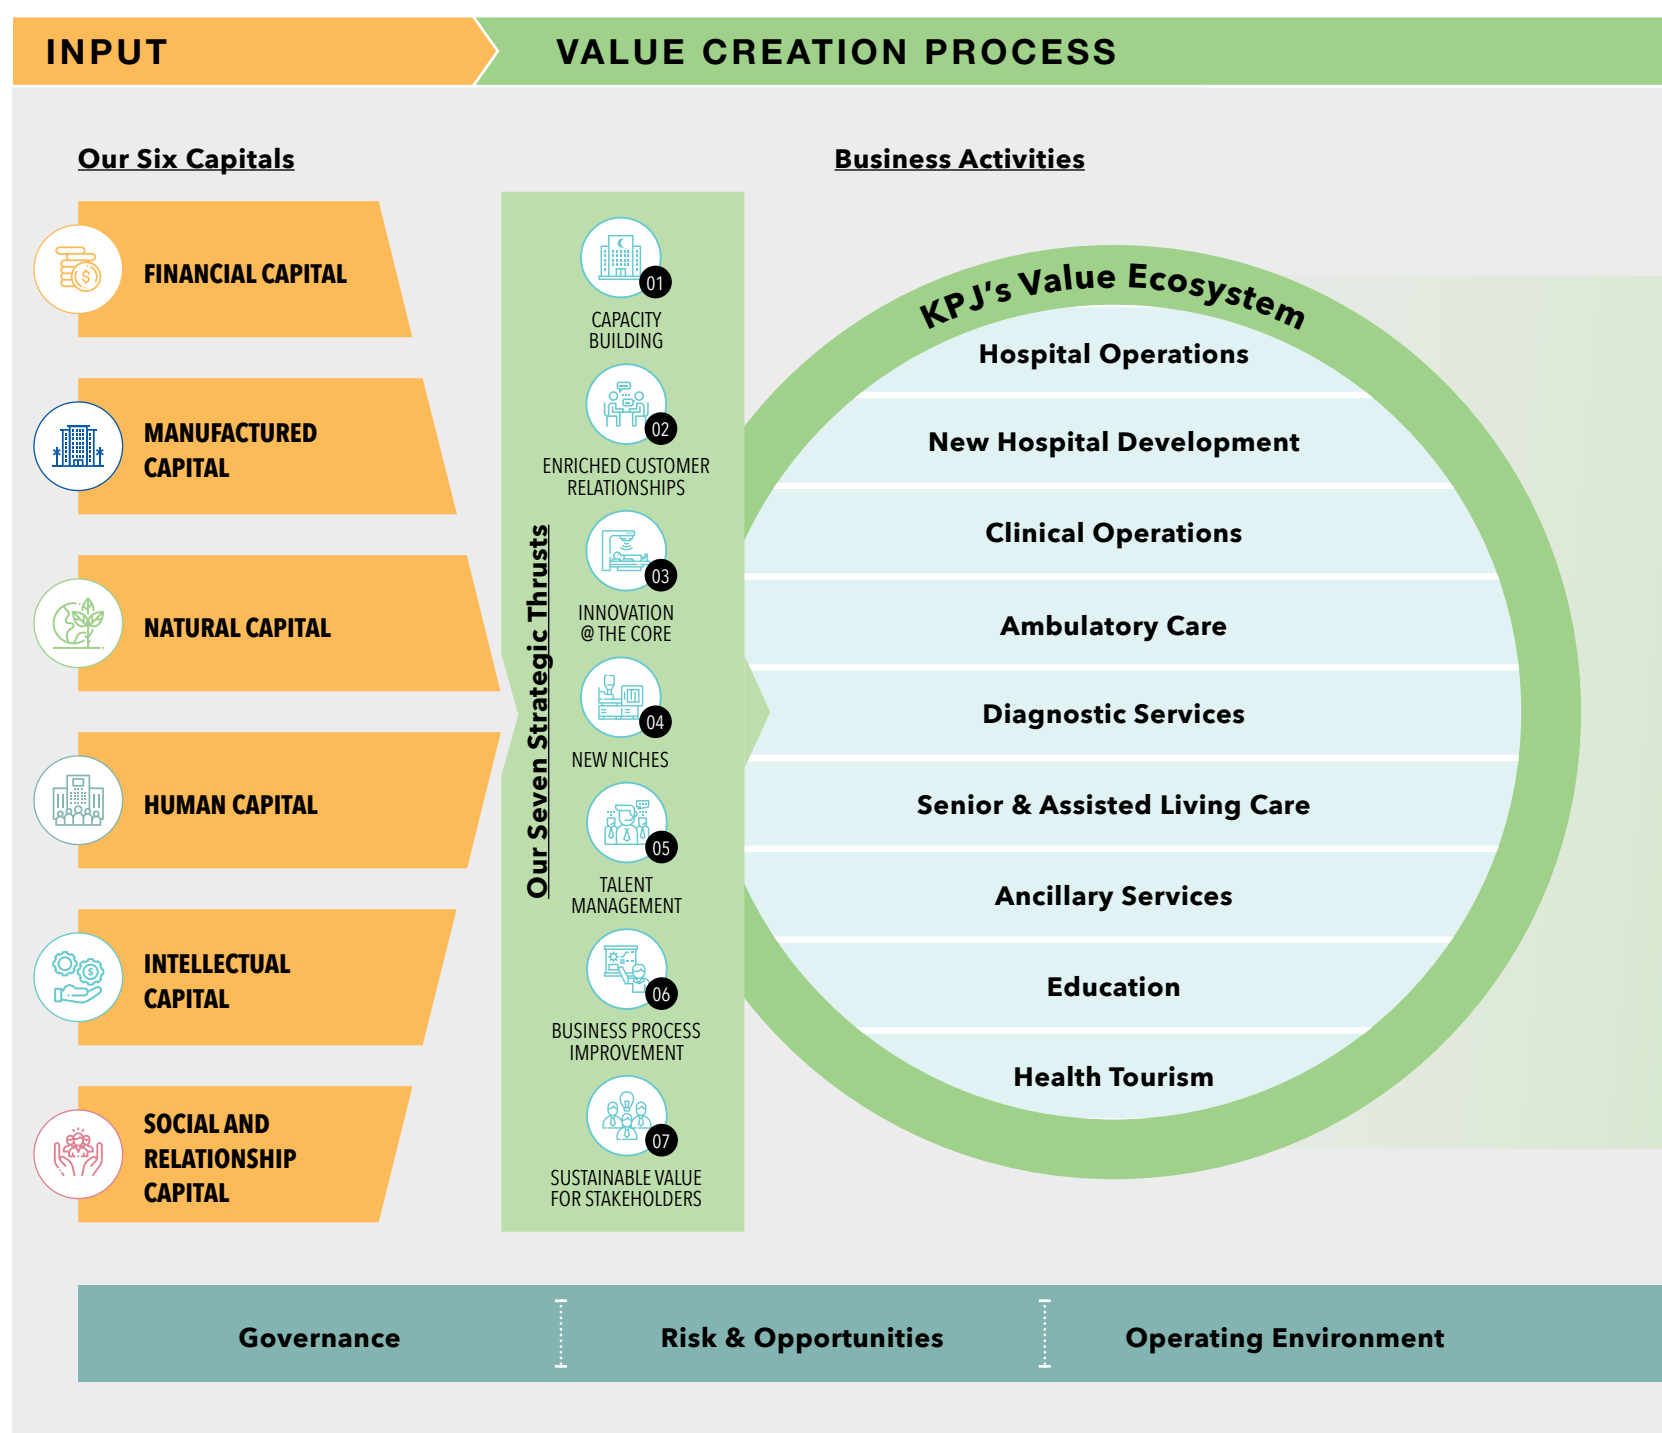 INPUT
VALUE CREATION PROCESS
Our Six Capitals
FINANCIAL CAPITAL
MANUFACTURED
CAPITAL
NATURAL CAPITAL
HUMAN CAPITAL
INTELLECTUAL
CAPITAL
SOCIAL AND
RELATIONSHIP
CAPITAL
Our Seven Strategic Thrusts
01
CAPACITY
BUILDING
02
ENRICHED CUSTOMER
RELATIONSHIPS
03
INNOVATION
@ THE CORE
04
NEW NICHES
05
TALENT
MANAGEMENT
06
BUSINESS PROCESS
IMPROVEMENT
07
SUSTAINABLE VALUE
FOR STAKEHOLDERS
Business Activities
KPJ’s Value Ecosystem
Hospital Operations
New Hospital Development
Clinical Operations
Ambulatory Care
Diagnostic Services
Senior & Assisted Living Care
Ancillary Services
Education
Health Tourism
Governance
Risk & Opportunities
Operating Environment